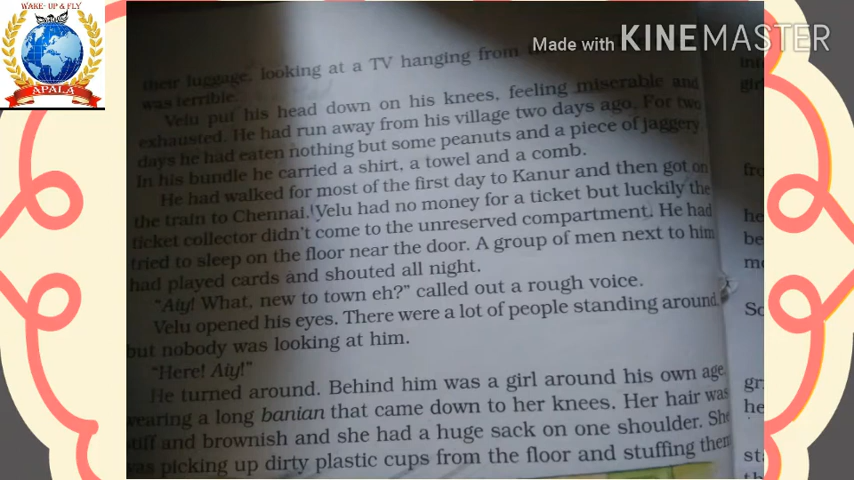 WAKE- UP & FLY
APALA
Made with KINEMASTER
their luggage, looking at a TV hanging from
was terrible.
Velu put his head down on his knees, feeling miserable and
exhausted. He had run away from his village two days ago. For two
days he had eaten nothing but some peanuts and a piece of jaggery.
In his bundle he carried a shirt, a towel and a comb.
He had walked for most of the first day to Kanur and then got on
the train to Chennai. Velu had no money for a ticket but luckily the
ticket collector didn't come to the unreserved compartment. He had
tried to sleep on the floor near the door. A group of men next to him
had played cards and shouted all night.
"Aiy! What, new to town eh?" called out a rough voice.
Velu opened his eyes. There were a lot of people standing around
but nobody was looking at him.
"Here! Aiy!"
He turned around. Behind him was a girl around his own age
wearing a long banian that came down to her knees. Her hair was
stiff and brownish and she had a huge sack on one shoulder. She
was picking up dirty plastic cups from the floor and stuffing them